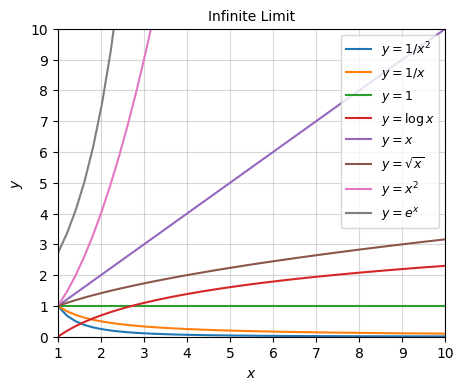 Infinite Limit
10
9
8
7
6
5
4
3
2
1
0
y
1 2 3 4 5 6 7 8 9 10
x
y = 1/x²
y = 1/x
y = 1
y = log x
y = x
y = √x
y = x²
y = eˣ